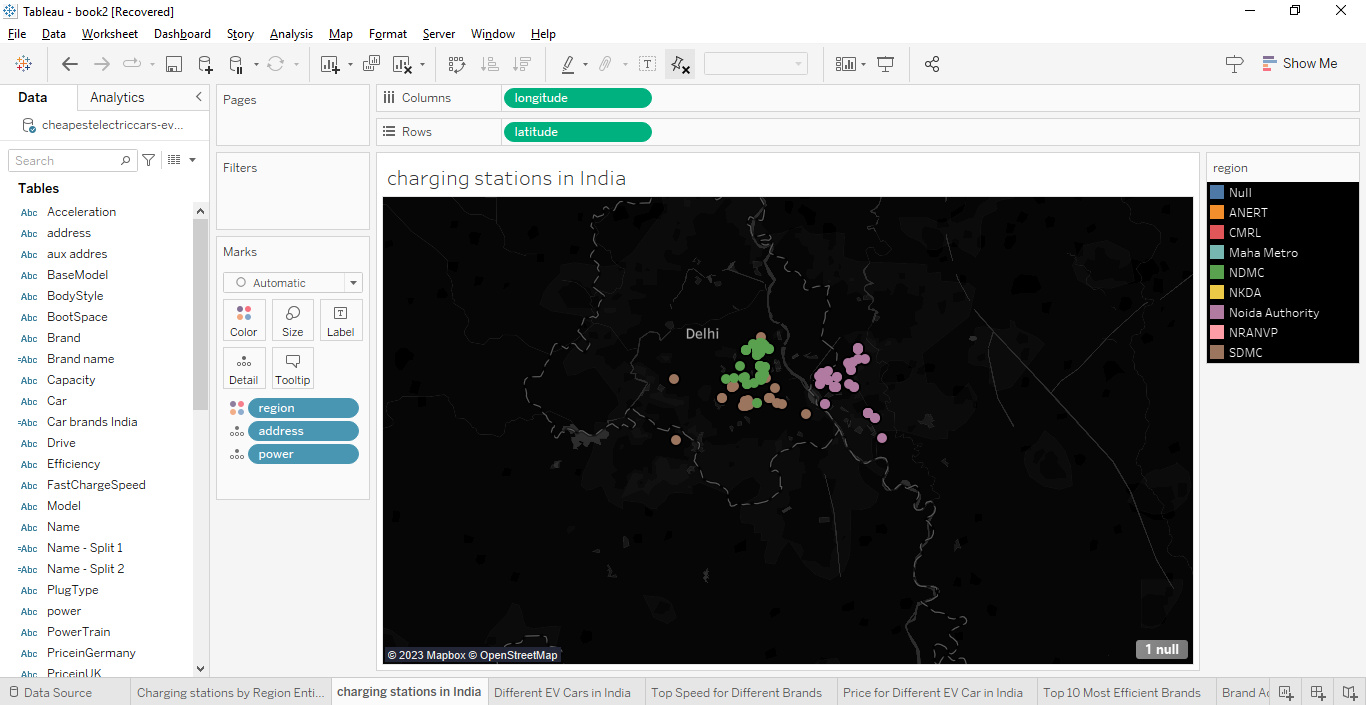 Tableau - book2 [Recovered]
File Data Worksheet Dashboard Story Analysis Map Format Server Window Help
Show Me
Data Analytics
cheapestelectriccars-ev...
Search
Tables
Abc Acceleration
Abc address
Abc aux addres
Abc BaseModel
Abc BodyStyle
Abc BootSpace
Abc Brand
=Abc Brand name
Abc Capacity
Abc Car
=Abc Car brands India
Abc Drive
Abc Efficiency
Abc FastChargeSpeed
Abc Model
Abc Name
=Abc Name - Split 1
=Abc Name - Split 2
Abc PlugType
Abc power
Abc PowerTrain
Abc PriceinGermany
Abc PriceinUK
Pages
Filters
Marks
Automatic
Color Size Label
Detail Tooltip
region
address
power
Columns longitude
Rows latitude
charging stations in India
Delhi
© 2023 Mapbox © OpenStreetMap
1 null
region
Null
ANERT
CMRL
Maha Metro
NDMC
NKDA
Noida Authority
NRANVP
SDMC
Data Source Charging stations by Region Enti... charging stations in India Different EV Cars in India Top Speed for Different Brands Price for Different EV Car in India Top 10 Most Efficient Brands Brand Ac